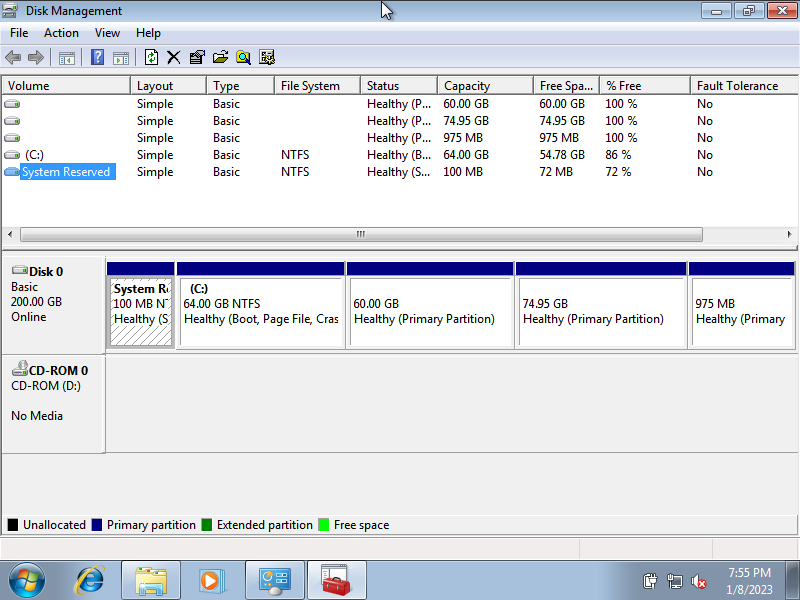 Disk Management
File Action View Help
Volume Layout Type File System Status Capacity Free Spa... % Free Fault Tolerance
Simple Basic Healthy (P... 60.00 GB 60.00 GB 100 % No
Simple Basic Healthy (P... 74.95 GB 74.95 GB 100 % No
Simple Basic Healthy (P... 975 MB 975 MB 100 % No
(C:) Simple Basic NTFS Healthy (B... 64.00 GB 54.78 GB 86 % No
System Reserved Simple Basic NTFS Healthy (S... 100 MB 72 MB 72 % No
Disk 0
Basic
200.00 GB
Online
System Re
100 MB NT
Healthy (S
(C:)
64.00 GB NTFS
Healthy (Boot, Page File, Cras
60.00 GB
Healthy (Primary Partition)
74.95 GB
Healthy (Primary Partition)
975 MB
Healthy (Primary
CD-ROM 0
CD-ROM (D:)
No Media
Unallocated Primary partition Extended partition Free space
7:55 PM
1/8/2023